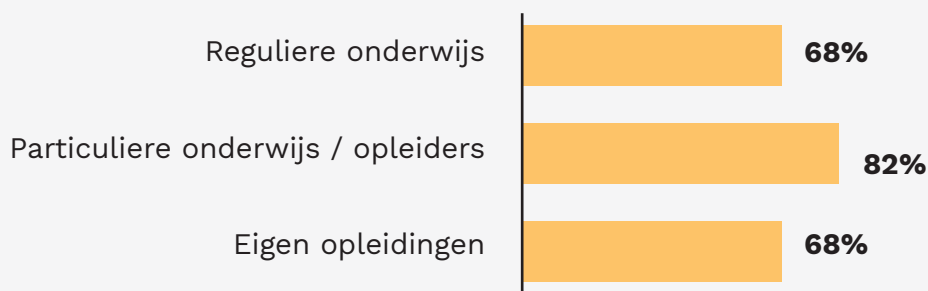 Reguliere onderwijs 68%
Particuliere onderwijs / opleiders 82%
Eigen opleidingen 68%